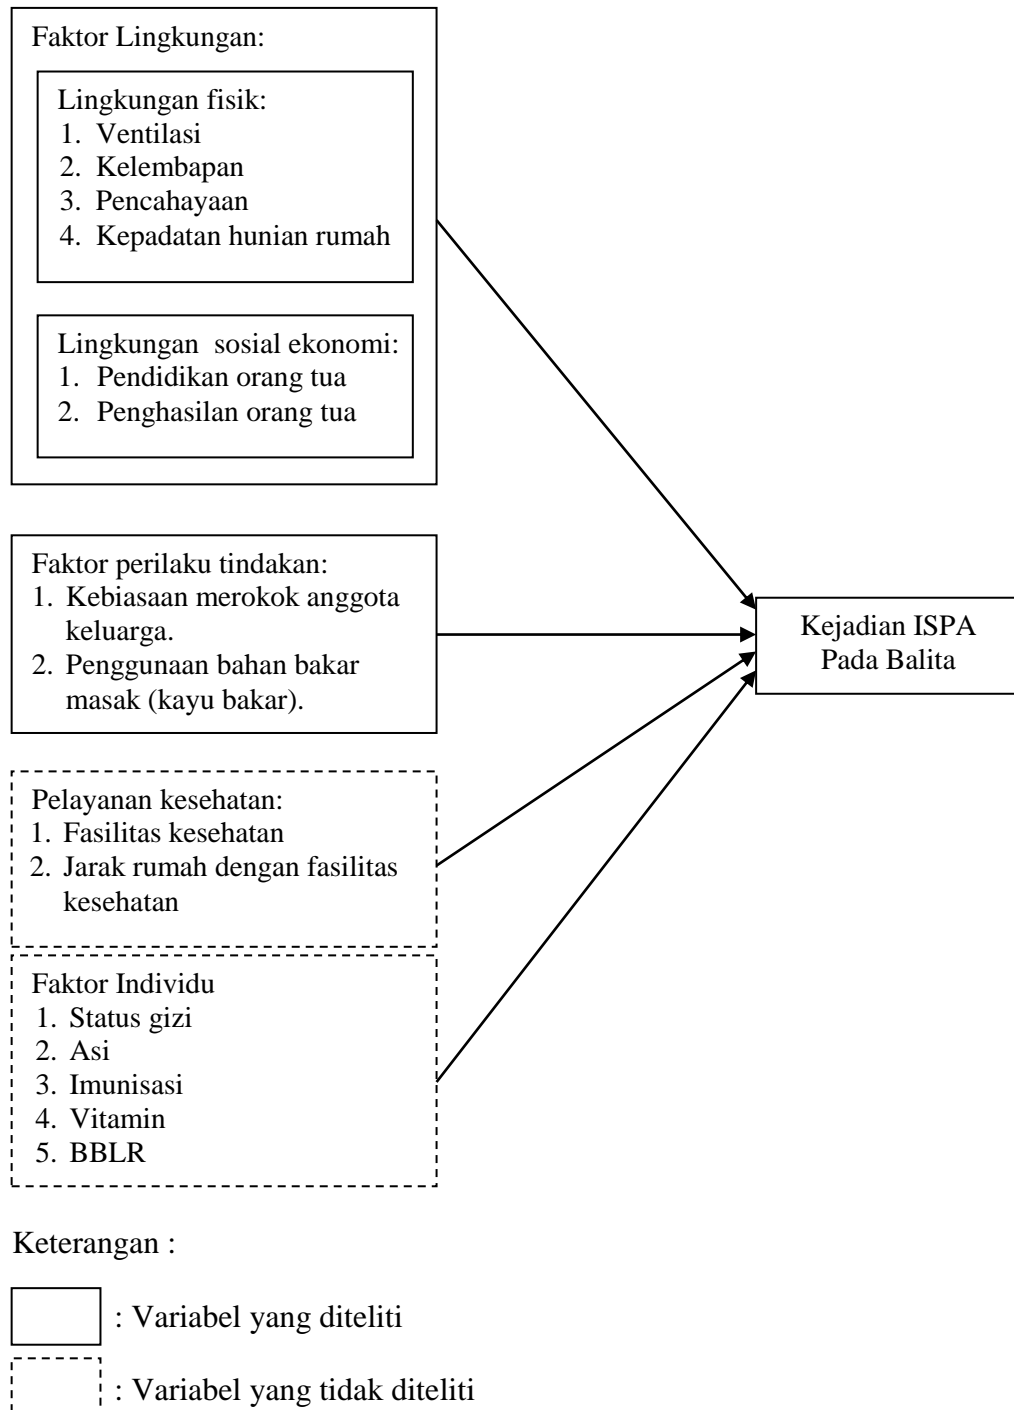 Faktor Lingkungan:
Lingkungan fisik:
1. Ventilasi
2. Kelembapan
3. Pencahayaan
4. Kepadatan hunian rumah
Lingkungan sosial ekonomi:
1. Pendidikan orang tua
2. Penghasilan orang tua
Faktor perilaku tindakan:
1. Kebiasaan merokok anggota
keluarga.
2. Penggunaan bahan bakar
masak (kayu bakar).
Kejadian ISPA
Pada Balita
Pelayanan kesehatan:
1. Fasilitas kesehatan
2. Jarak rumah dengan fasilitas
kesehatan
Faktor Individu
1. Status gizi
2. Asi
3. Imunisasi
4. Vitamin
5. BBLR
Keterangan :
: Variabel yang diteliti
: Variabel yang tidak diteliti